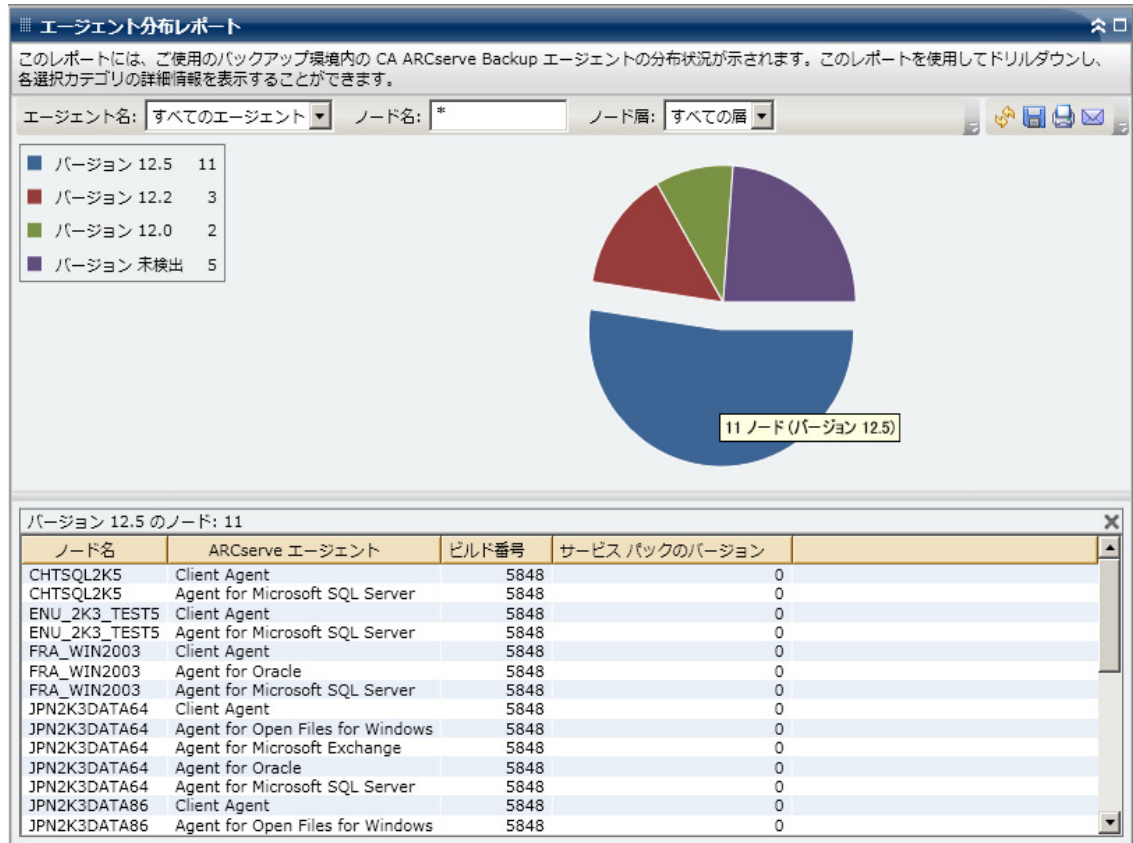 エージェント分布レポート
このレポートには、ご使用のバックアップ環境内の CA ARCserve Backup エージェントの分布状況が示されます。このレポートを使用してドリルダウンし、
各選択カテゴリの詳細情報を表示することができます。
エージェント名: すべてのエージェント ノード名: * ノード層: すべての層
バージョン 12.5 11
バージョン 12.2 3
バージョン 12.0 2
バージョン 未検出 5
11 ノード (バージョン 12.5)
バージョン 12.5 のノード: 11
ノード名 ARCserve エージェント ビルド番号 サービス パックのバージョン
CHTSQL2K5 Client Agent 5848 0
CHTSQL2K5 Agent for Microsoft SQL Server 5848 0
ENU_2K3_TEST5 Client Agent 5848 0
ENU_2K3_TEST5 Agent for Microsoft SQL Server 5848 0
FRA_WIN2003 Client Agent 5848 0
FRA_WIN2003 Agent for Oracle 5848 0
FRA_WIN2003 Agent for Microsoft SQL Server 5848 0
JPN2K3DATA64 Client Agent 5848 0
JPN2K3DATA64 Agent for Open Files for Windows 5848 0
JPN2K3DATA64 Agent for Microsoft Exchange 5848 0
JPN2K3DATA64 Agent for Oracle 5848 0
JPN2K3DATA64 Agent for Microsoft SQL Server 5848 0
JPN2K3DATA86 Client Agent 5848 0
JPN2K3DATA86 Agent for Open Files for Windows 5848 0